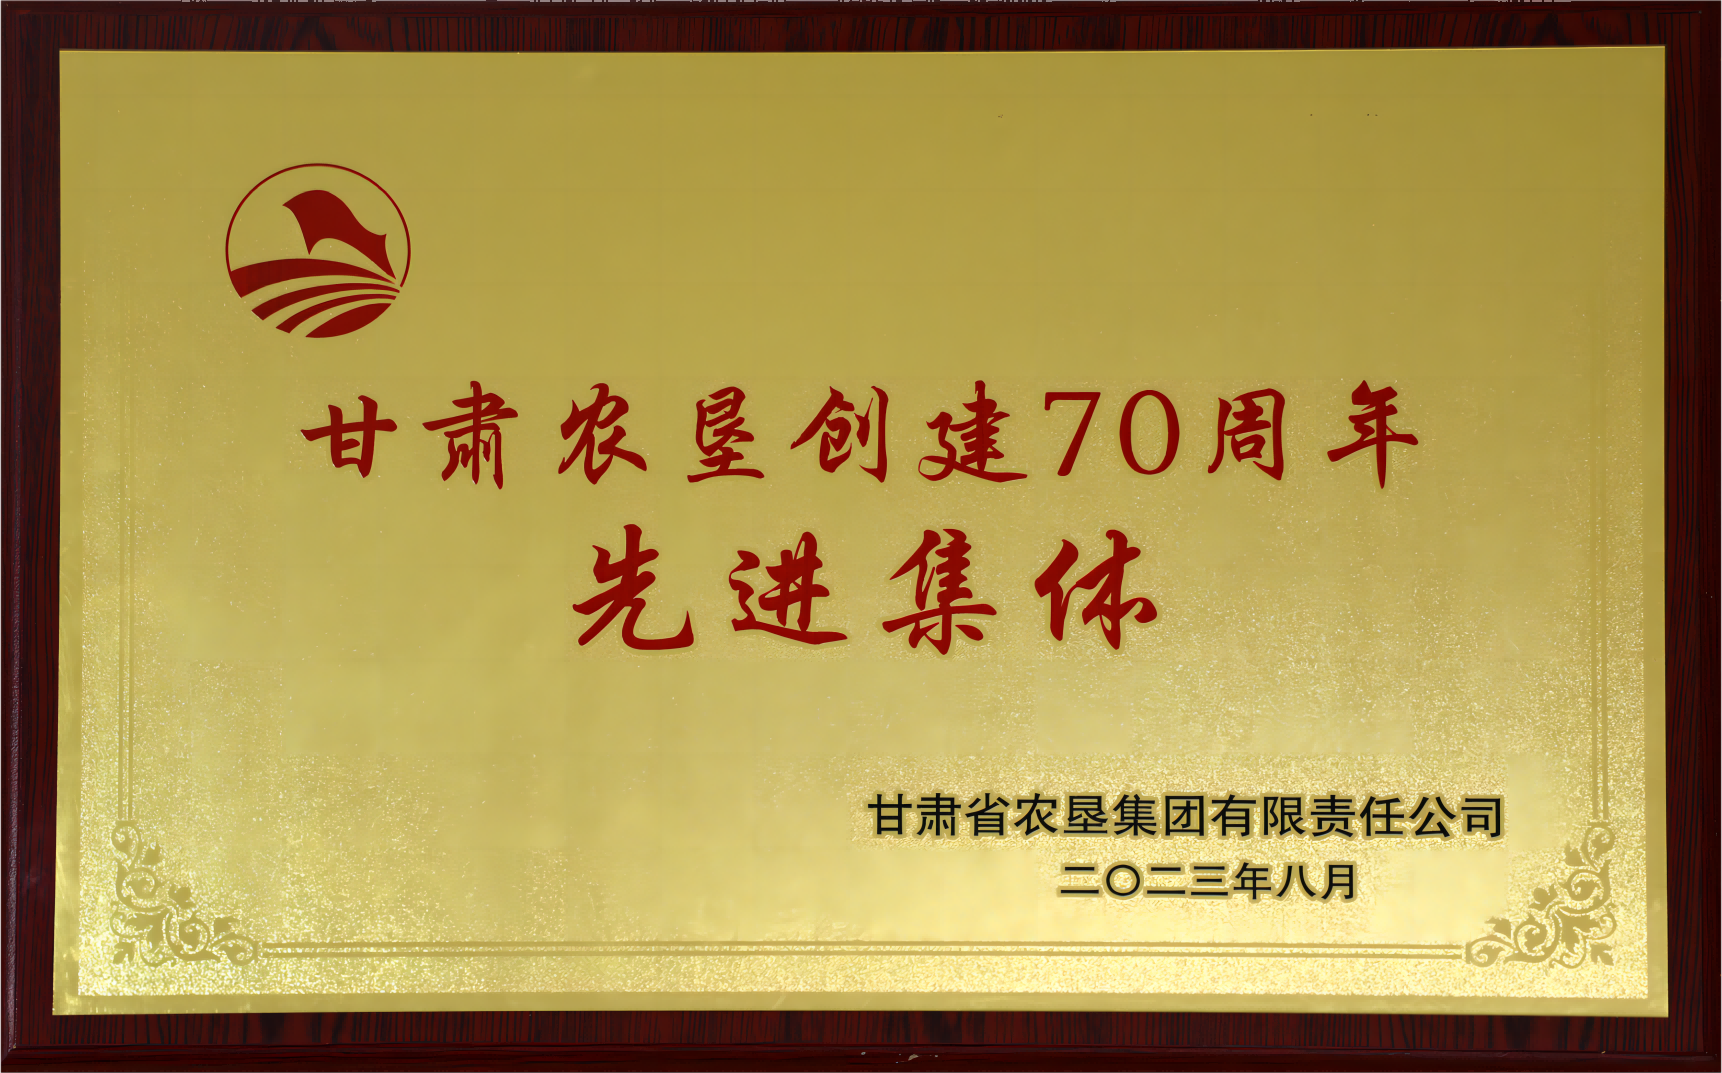 甘肃农垦创建70周年
先进集体
甘肃省农垦集团有限责任公司
二〇二三年八月